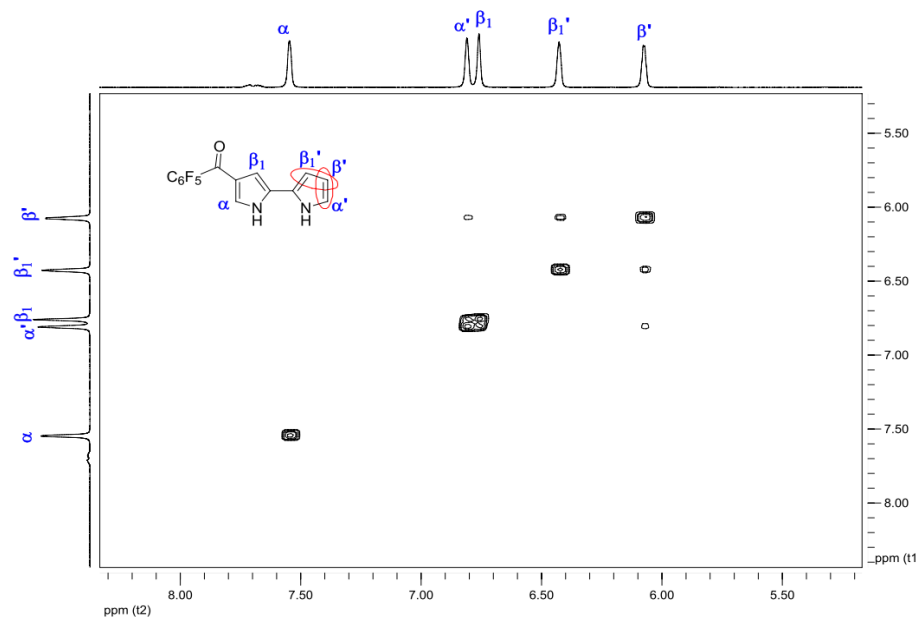 α α' β₁ β₁' β'
O
C₆F₅ β₁ β₁' β'
α N N α'
H H
β'
β₁'
β₁
α'
α
5.50
6.00
6.50
7.00
7.50
8.00
ppm (t1
8.00 7.50 7.00 6.50 6.00 5.50
ppm (t2)